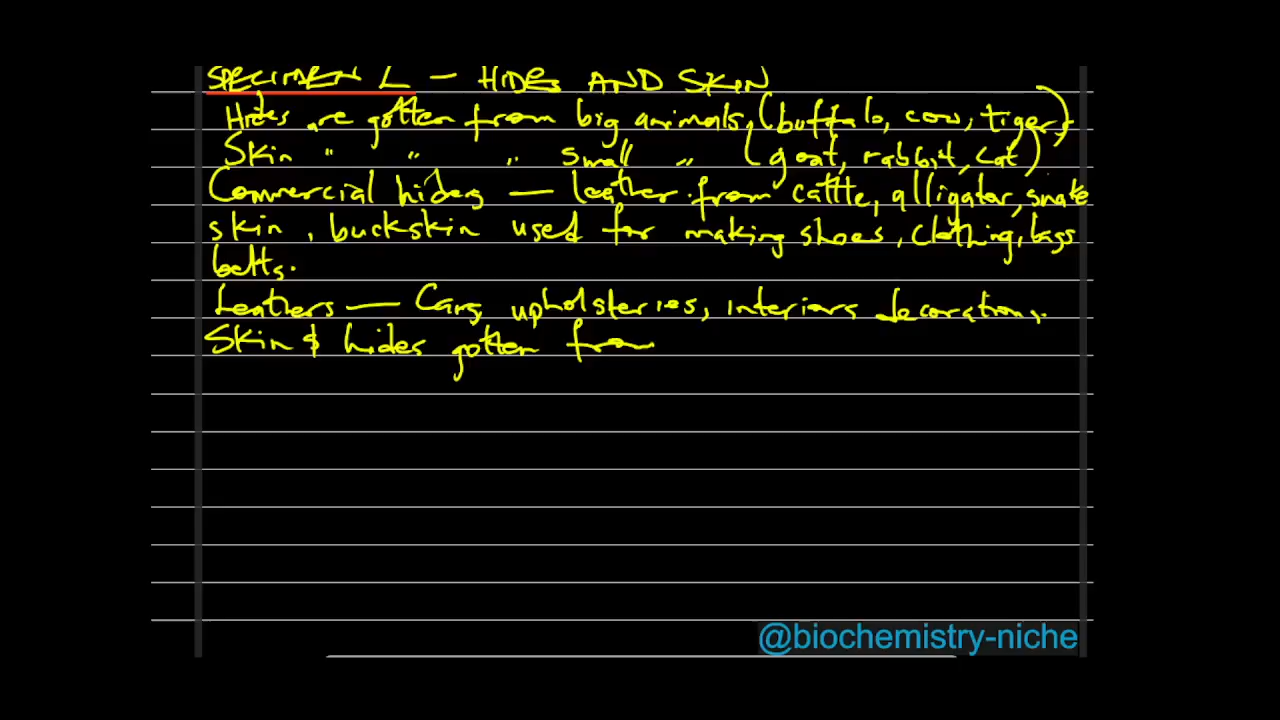 SPECIMEN L - HIDES AND SKIN
Hides are gotten from big animals, (buffalo, cow, tiger)
Skin " " " small " (goat, rabbit, cat)
Commercial hides - leather from cattle, alligator, snake
skin, buckskin used for making shoes, clothing, bags
belts.
Leathers - Cars, upholsteries, interiors decorations.
Skin & hides gotten from
@biochemistry-niche